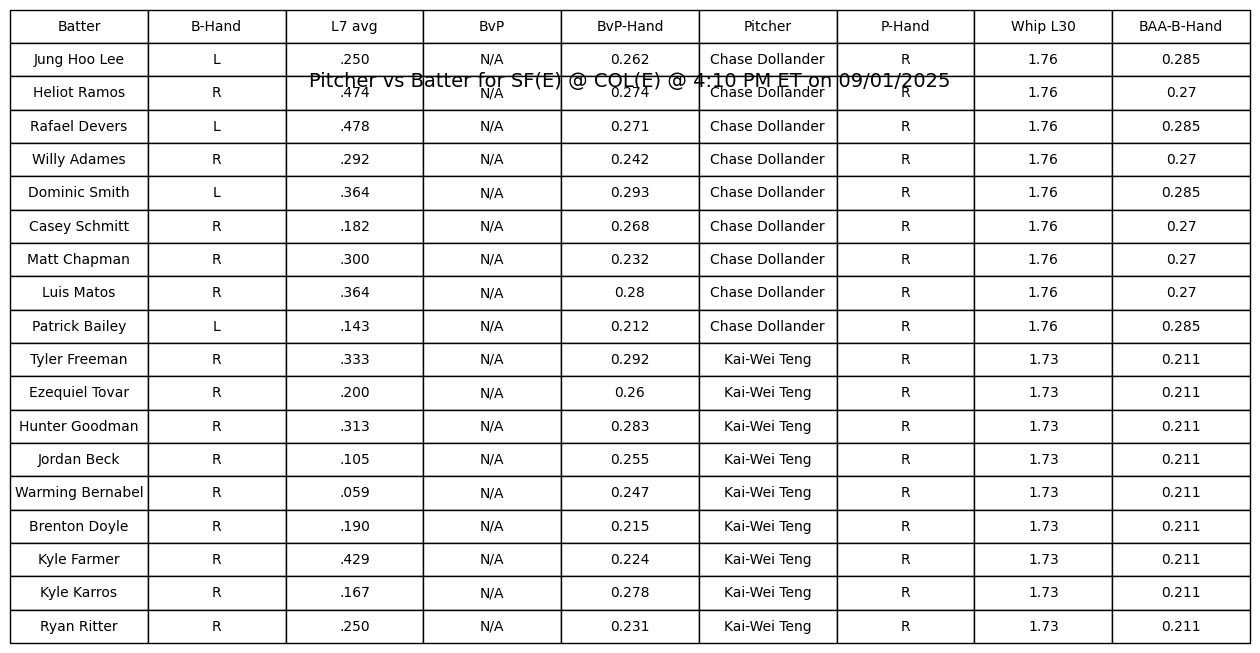 Batter B-Hand L7 avg BvP BvP-Hand Pitcher P-Hand Whip L30 BAA-B-Hand
Jung Hoo Lee L .250 N/A 0.262 Chase Dollander R 1.76 0.285
Pitcher vs Batter for SF(E) @ COL(E) @ 4:10 PM ET on 09/01/2025
Heliot Ramos R .474 N/A 0.274 Chase Dollander R 1.76 0.27
Rafael Devers L .478 N/A 0.271 Chase Dollander R 1.76 0.285
Willy Adames R .292 N/A 0.242 Chase Dollander R 1.76 0.27
Dominic Smith L .364 N/A 0.293 Chase Dollander R 1.76 0.285
Casey Schmitt R .182 N/A 0.268 Chase Dollander R 1.76 0.27
Matt Chapman R .300 N/A 0.232 Chase Dollander R 1.76 0.27
Luis Matos R .364 N/A 0.28 Chase Dollander R 1.76 0.27
Patrick Bailey L .143 N/A 0.212 Chase Dollander R 1.76 0.285
Tyler Freeman R .333 N/A 0.292 Kai-Wei Teng R 1.73 0.211
Ezequiel Tovar R .200 N/A 0.26 Kai-Wei Teng R 1.73 0.211
Hunter Goodman R .313 N/A 0.283 Kai-Wei Teng R 1.73 0.211
Jordan Beck R .105 N/A 0.255 Kai-Wei Teng R 1.73 0.211
Warming Bernabel R .059 N/A 0.247 Kai-Wei Teng R 1.73 0.211
Brenton Doyle R .190 N/A 0.215 Kai-Wei Teng R 1.73 0.211
Kyle Farmer R .429 N/A 0.224 Kai-Wei Teng R 1.73 0.211
Kyle Karros R .167 N/A 0.278 Kai-Wei Teng R 1.73 0.211
Ryan Ritter R .250 N/A 0.231 Kai-Wei Teng R 1.73 0.211